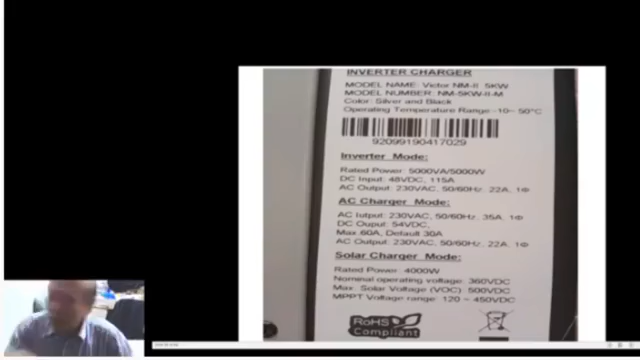 INVERTER CHARGER
MODEL NAME: Victor NM-II 5KW
MODEL NUMBER: NM-5KW-II-M
Color: Silver and Black
Operating Temperature Range:-10~ 50°C
92099190417029
Inverter Mode:
Rated Power: 5000VA/5000W
DC Input: 48VDC, 115A
AC Output: 230VAC, 50/60Hz. 22A. 1Φ
AC Charger Mode:
AC Iutput: 230VAC, 50/60Hz. 35A. 1Φ
DC Ouput: 54VDC,
Max.60A, Default 30A
AC Output: 230VAC, 50/60Hz. 22A. 1Φ
Solar Charger Mode:
Rated Power: 4000W
Nominal operating voltage: 360VDC
Max. Solar Voltage (VOC) 500VDC
MPPT Voltage range: 120 ~ 450VDC
RoHS
Compliant